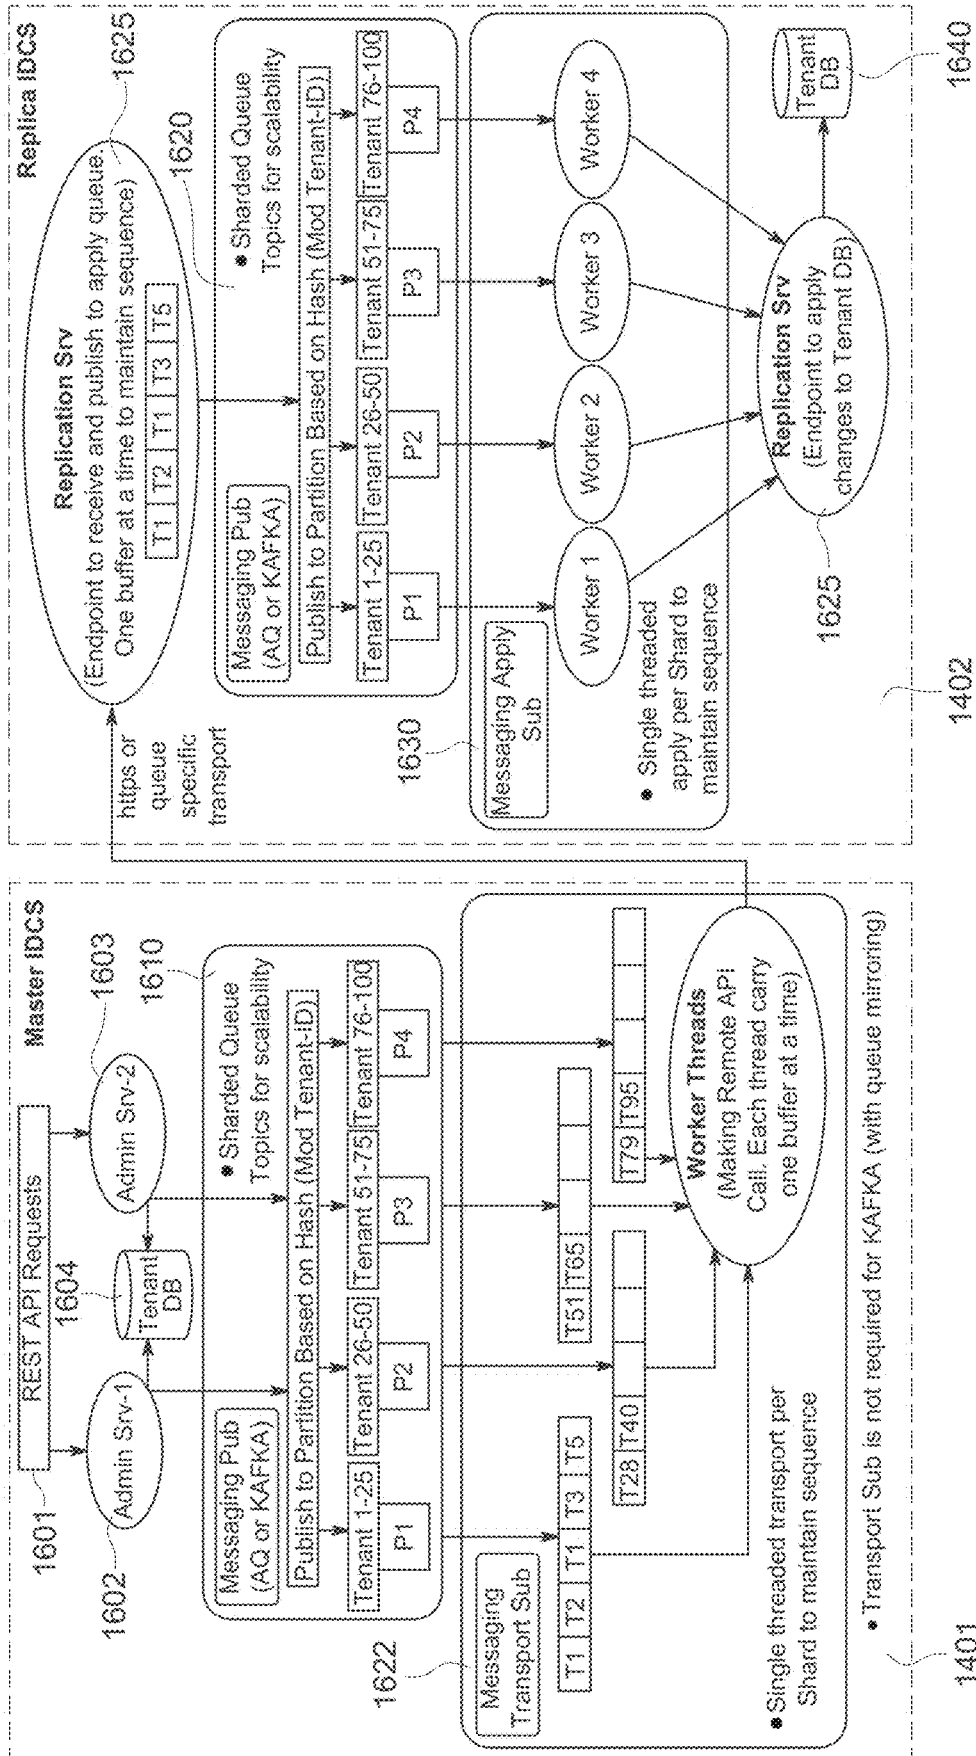 Master IDCS
REST API Requests
1601
1604
1602
Admin Srv-1
Tenant
DB
Admin Srv-2
1603
1610
Messaging Pub
(AQ or KAFKA)
● Sharded Queue
Topics for scalability
Publish to Partition Based on Hash (Mod Tenant-ID)
Tenant 1-25
Tenant 26-50
Tenant 51-75
Tenant 76-100
P1
P2
P3
P4
1622
Messaging
Transport Sub
T1 T2 T1 T3 T5
T28 T40
T51 T65
T79 T95
Worker Threads
(Making Remote API
Call. Each thread carry
one buffer at a time)
●Single threaded transport per
Shard to maintain sequence
● Transport Sub is not required for KAFKA (with queue mirroring)
1401
Replica IDCS
https or
queue
specific
transport
Replication Srv
(Endpoint to receive and publish to apply queue.
One buffer at a time to maintain sequence)
T1 T2 T1 T3 T5
1625
1620
Messaging Pub
(AQ or KAFKA)
● Sharded Queue
Topics for scalability
Publish to Partition Based on Hash (Mod Tenant-ID)
Tenant 1-25
Tenant 26-50
Tenant 51-75
Tenant 76-100
P1
P2
P3
P4
1630
Messaging Apply
Sub
Worker 1
Worker 2
Worker 3
Worker 4
● Single threaded
apply per Shard to
maintain sequence
Replication Srv
(Endpoint to apply
changes to Tenant DB)
1625
Tenant
DB
1640
1402